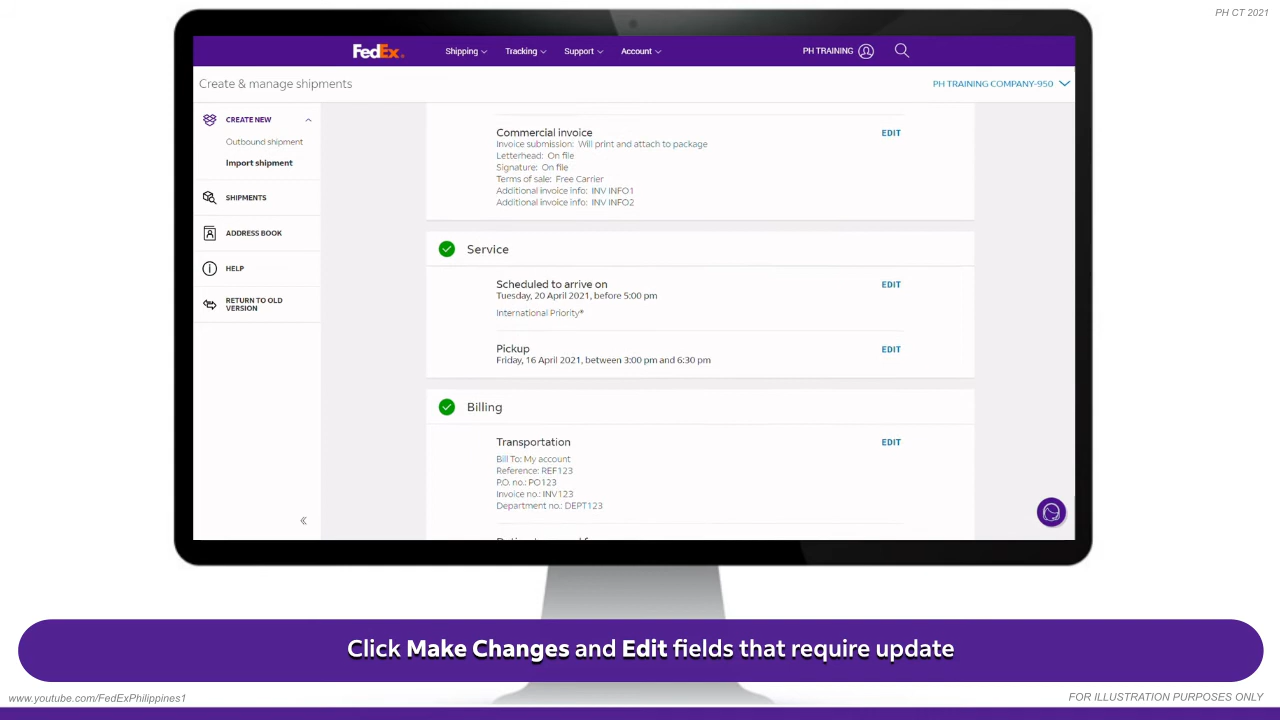 PH CT 2021
FedEx
Shipping
Tracking
Support
Account
PH TRAINING
Create & manage shipments
PH TRAINING COMPANY-950
CREATE NEW
Outbound shipment
Import shipment
SHIPMENTS
ADDRESS BOOK
HELP
RETURN TO OLD
VERSION
Commercial invoice
EDIT
Invoice submission: Will print and attach to package
Letterhead: On file
Signature: On file
Terms of sale: Free Carrier
Additional invoice info: INV INFO1
Additional invoice info: INV INFO2
Service
Scheduled to arrive on
EDIT
Tuesday, 20 April 2021, before 5:00 pm
International Priority®
Pickup
EDIT
Friday, 16 April 2021, between 3:00 pm and 6:30 pm
Billing
Transportation
EDIT
Bill To: My account
Reference: REF123
P.O. no.: PO123
Invoice no.: INV123
Department no.: DEPT123
Click Make Changes and Edit fields that require update
www.youtube.com/FedExPhilippines1
FOR ILLUSTRATION PURPOSES ONLY